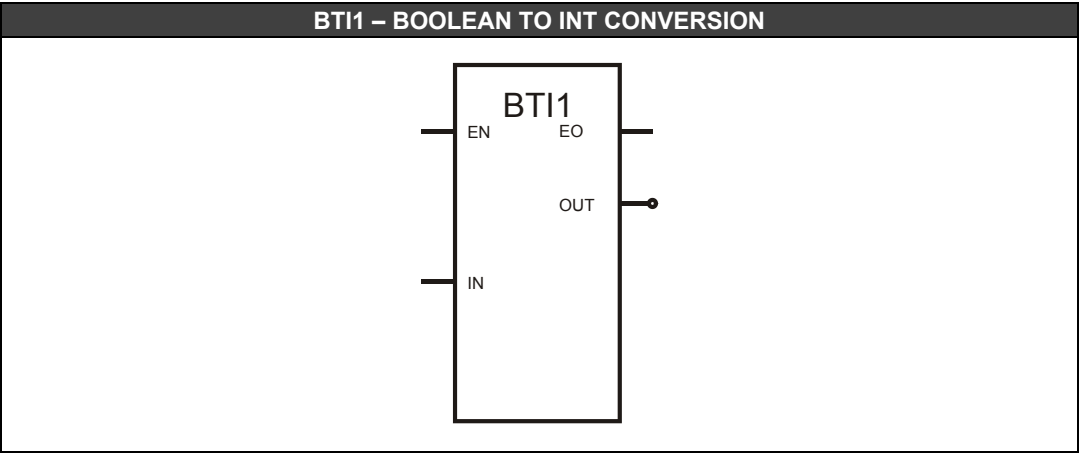 BTI1 – BOOLEAN TO INT CONVERSION
BTI1
EN EO
OUT
IN